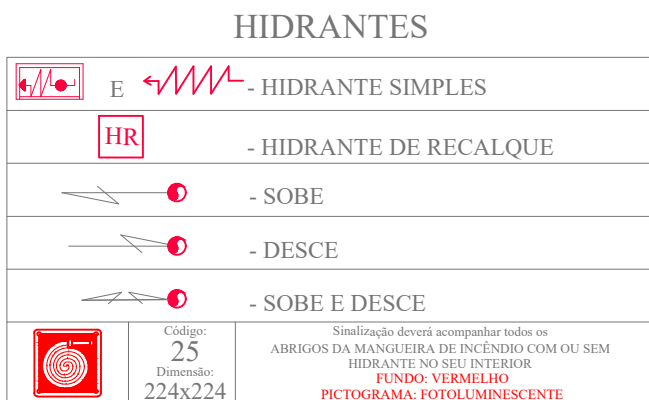 HIDRANTES
E - HIDRANTE SIMPLES
HR - HIDRANTE DE RECALQUE
- SOBE
- DESCE
- SOBE E DESCE
Código:
25
Dimensão:
224x224
Sinalização deverá acompanhar todos os
ABRIGOS DA MANGUEIRA DE INCÊNDIO COM OU SEM
HIDRANTE NO SEU INTERIOR
FUNDO: VERMELHO
PICTOGRAMA: FOTOLUMINESCENTE